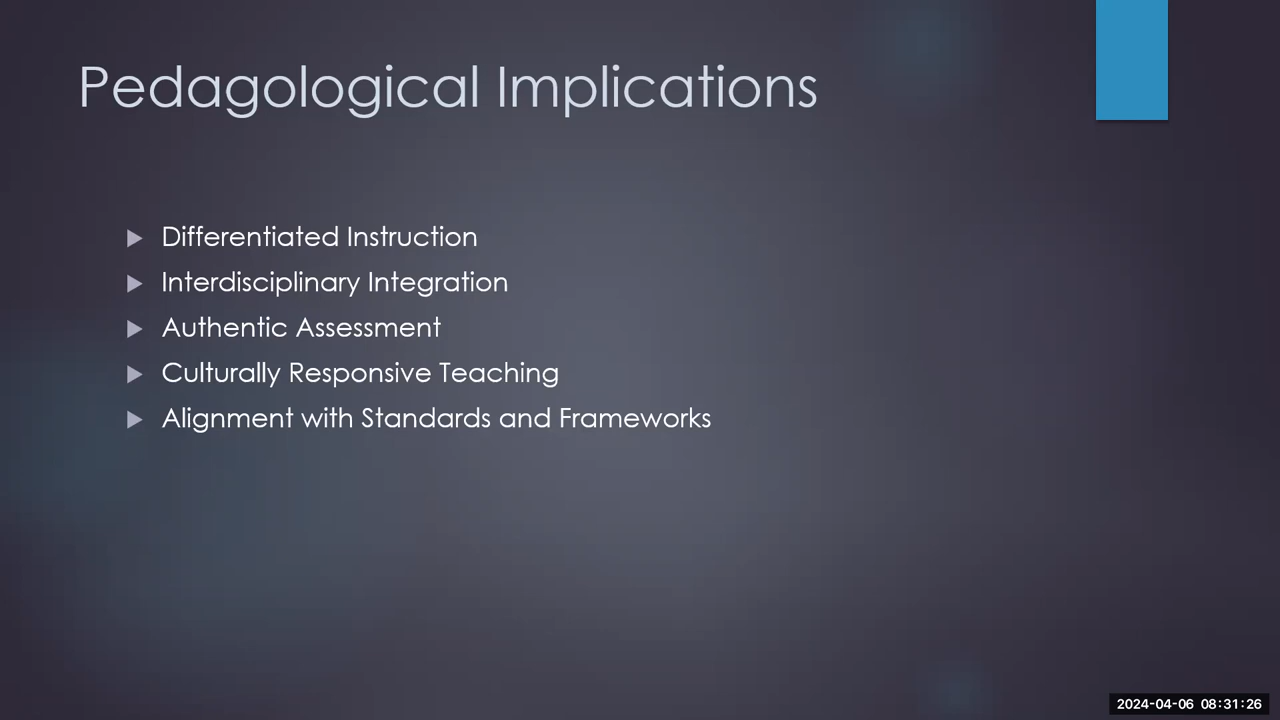 Pedagological Implications
Differentiated Instruction
Interdisciplinary Integration
Authentic Assessment
Culturally Responsive Teaching
Alignment with Standards and Frameworks
2024-04-06 08:31:26